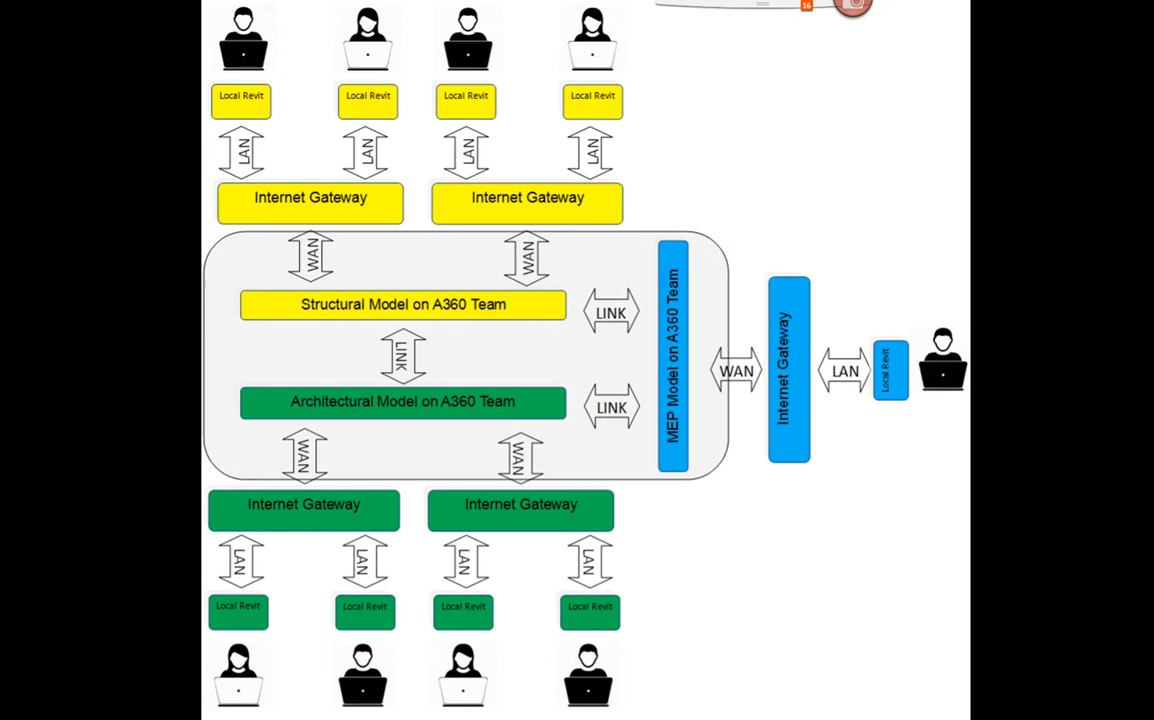 16
Local Revit
Local Revit
Local Revit
Local Revit
LAN
LAN
LAN
LAN
Internet Gateway
Internet Gateway
WAN
WAN
Structural Model on A360 Team
LINK
LINK
Architectural Model on A360 Team
LINK
MEP Model on A360 Team
WAN
Internet Gateway
LAN
Local Revit
WAN
WAN
Internet Gateway
Internet Gateway
LAN
LAN
LAN
LAN
Local Revit
Local Revit
Local Revit
Local Revit